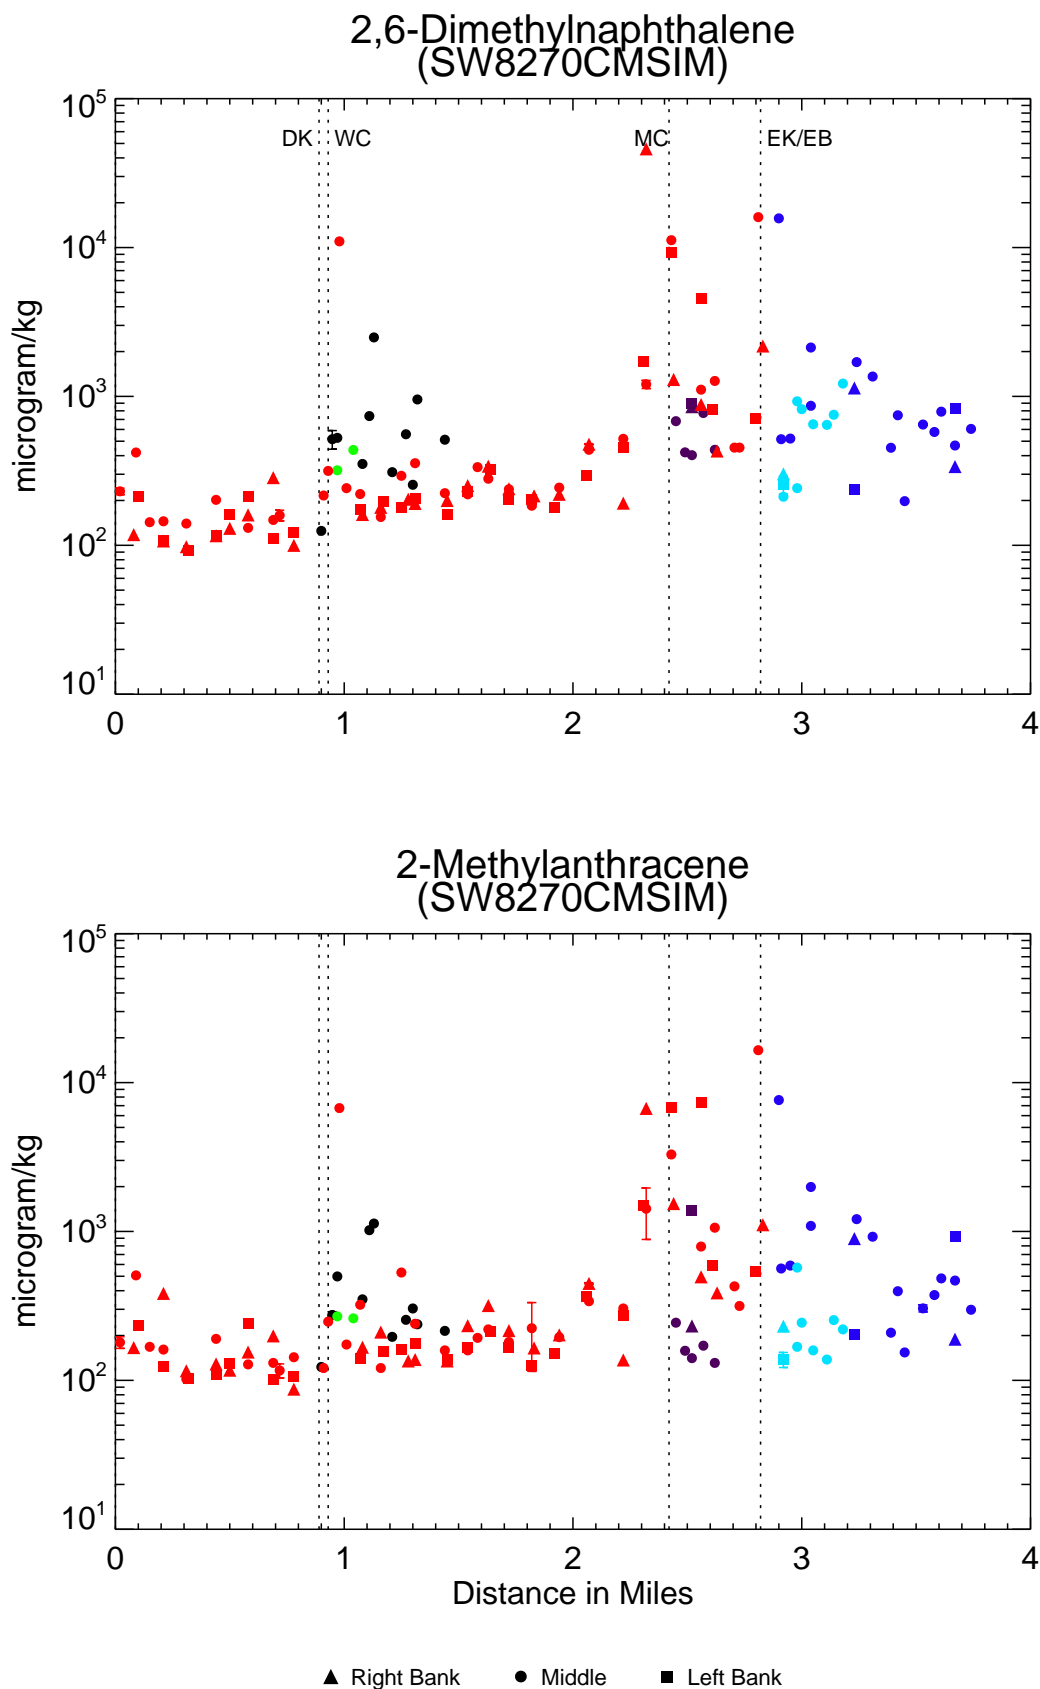 2,6-Dimethylnaphthalene
(SW8270CMSIM)
10^5
DK WC MC EK/EB
10^4
microgram/kg
10^3
10^2
10^1
0 1 2 3 4
2-Methylanthracene
(SW8270CMSIM)
10^5
10^4
microgram/kg
10^3
10^2
10^1
0 1 2 3 4
Distance in Miles
Right Bank Middle Left Bank